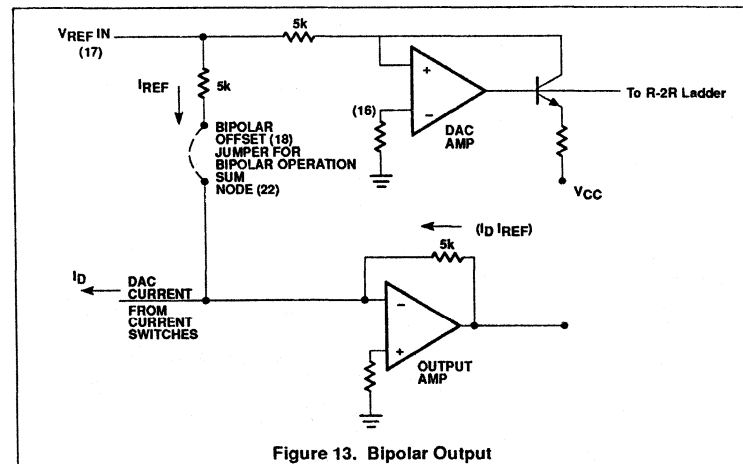 VREF IN
(17)
5k
IREF
5k
BIPOLAR
OFFSET (18)
JUMPER FOR
BIPOLAR OPERATION
SUM
NODE (22)
(16)
+
−
DAC
AMP
To R-2R Ladder
VCC
(ID IREF)
5k
ID
DAC
CURRENT
FROM
CURRENT
SWITCHES
−
+
OUTPUT
AMP
Figure 13. Bipolar Output